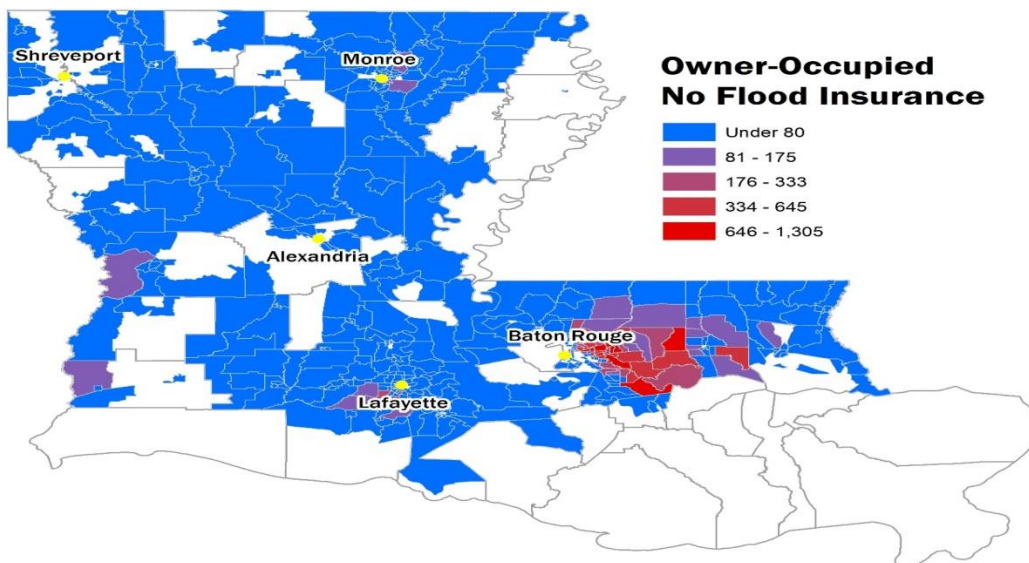 Shreveport
Monroe
Owner-Occupied
No Flood Insurance
Under 80
81 - 175
176 - 333
334 - 645
646 - 1,305
Alexandria
Baton Rouge
Lafayette